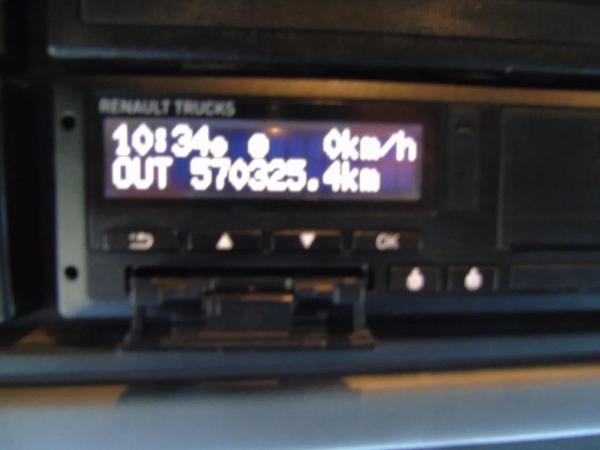 RENAULT TRUCKS
10:34 0km/h
OUT 570325.4km
OK